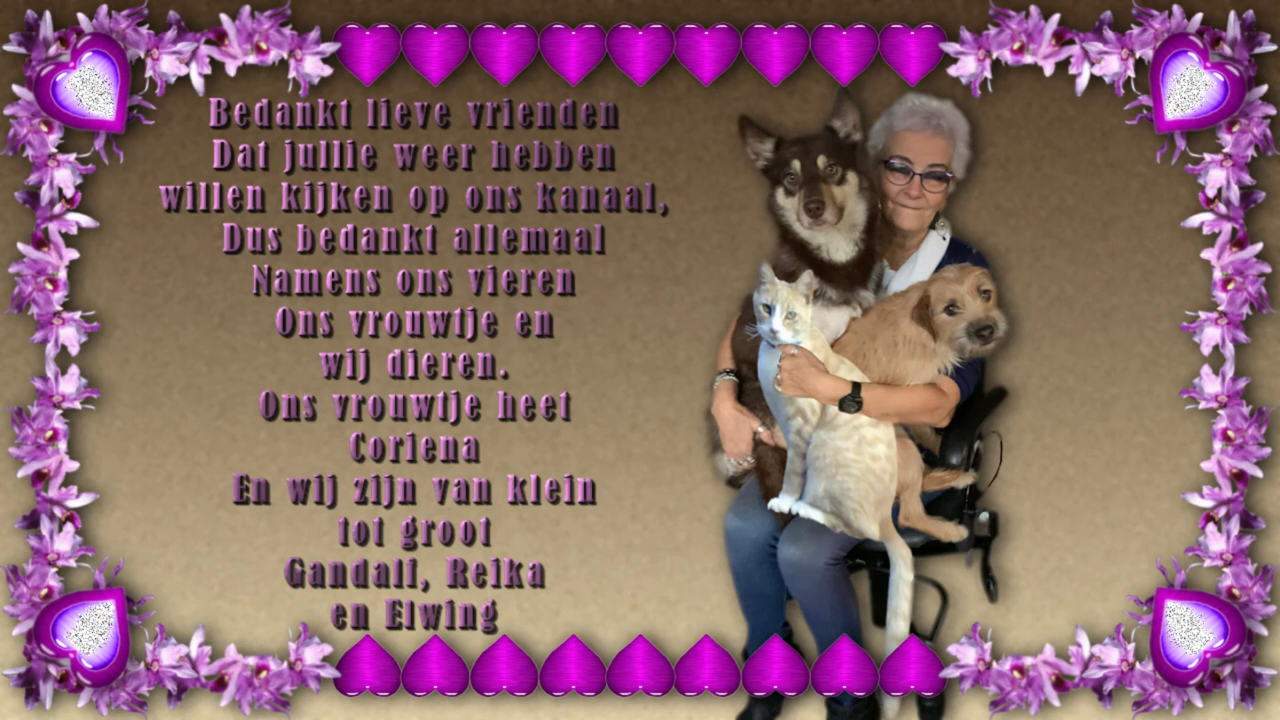 Bedankt lieve vrienden
Dat jullie weer hebben
willen kijken op ons kanaal,
Dus bedankt allemaal
Namens ons vieren
Ons vrouwtje en
wij dieren.
Ons vrouwtje heet
Coriena
En wij zijn van klein
tot groot
Gandalf, Reika
en Elwing